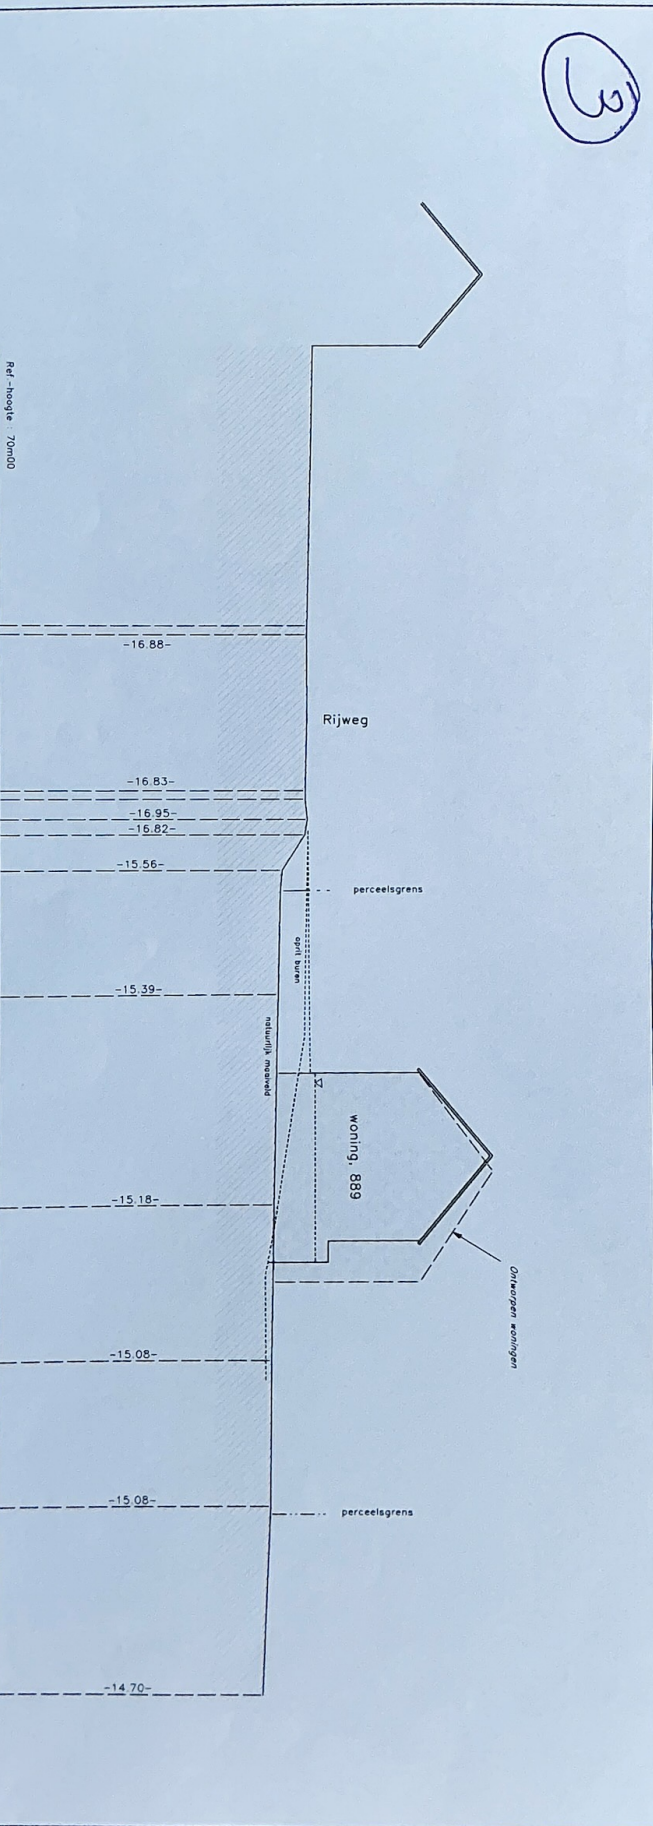 3
Ref.-hoogte : 70m00
-16.88-
Rijweg
-16.83-
-16.95-
-16.82-
-15.56-
perceelsgrens
oprit buren
-15.39-
natuurlijk maaiveld
woning, 889
-15.18-
Ontworpen woningen
-15.08-
-15.08-
perceelsgrens
-14.70-